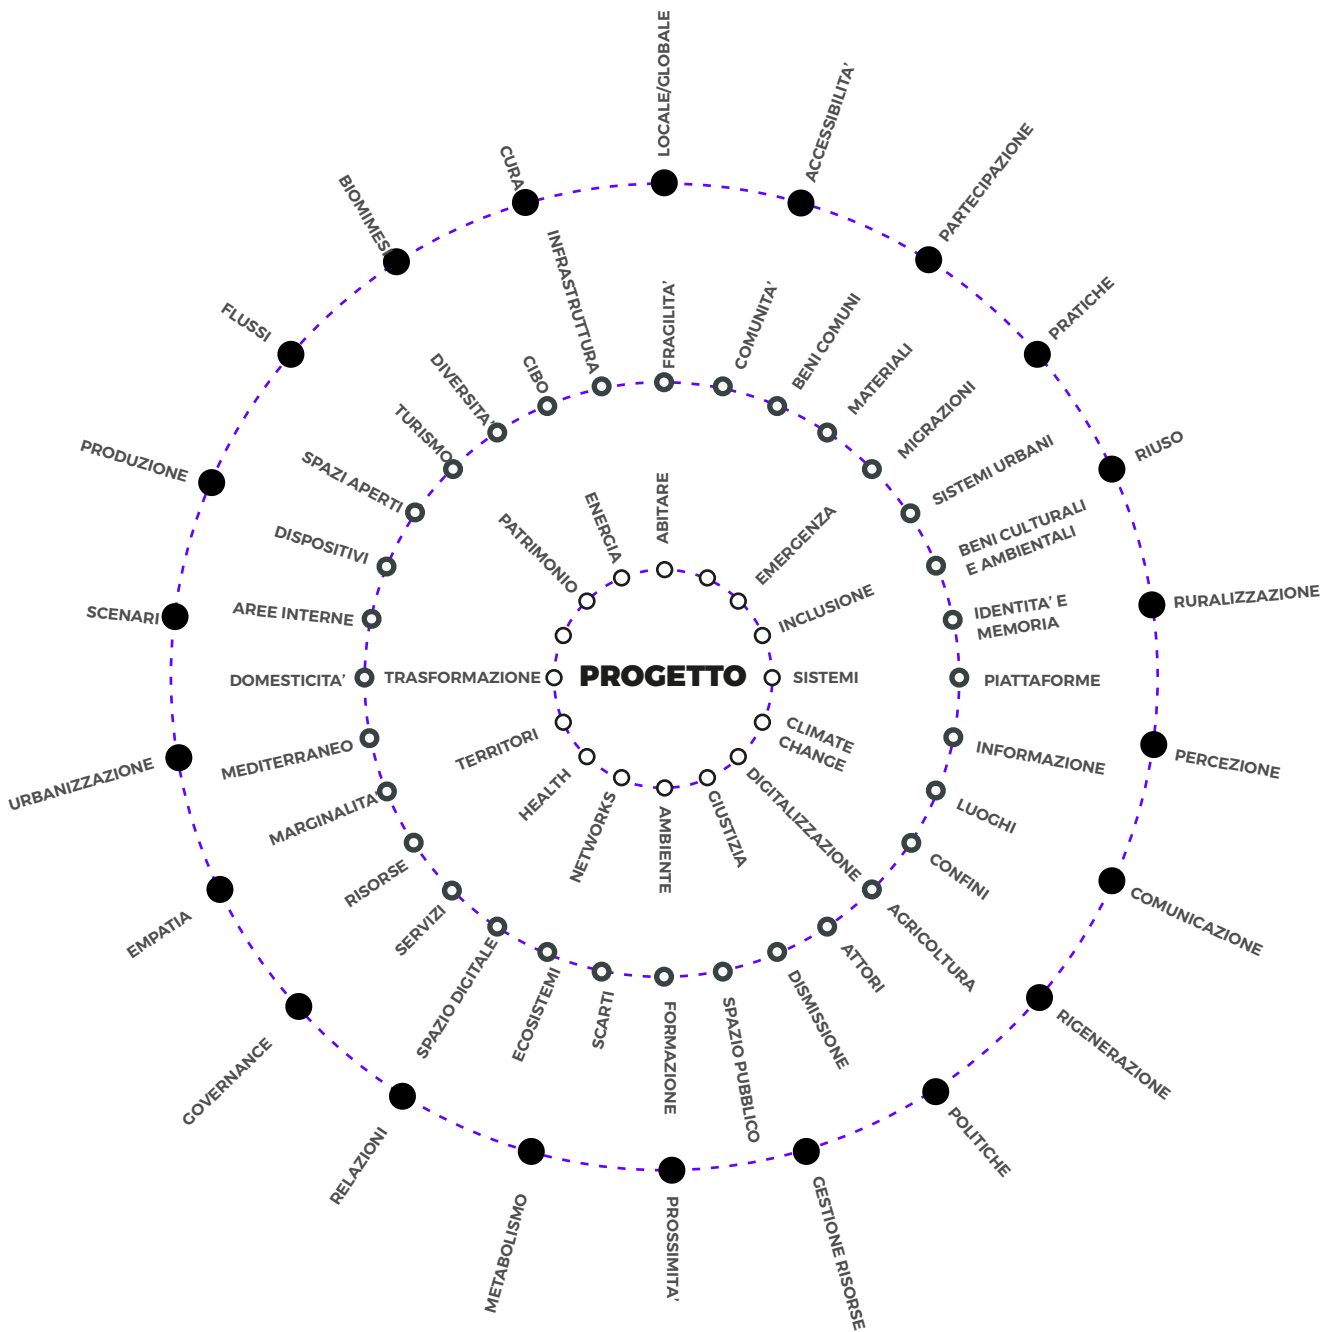 LOCALE/GLOBALE
ACCESSIBILITA'
PARTECIPAZIONE
PRATICHE
RIUSO
RURALIZZAZIONE
PERCEZIONE
COMUNICAZIONE
RIGENERAZIONE
POLITICHE
GESTIONE RISORSE
PROSSIMITA'
METABOLISMO
RELAZIONI
GOVERNANCE
EMPATIA
URBANIZZAZIONE
SCENARI
PRODUZIONE
FLUSSI
BIOMIMESI
CURA
FRAGILITA'
COMUNITA'
BENI COMUNI
MATERIALI
MIGRAZIONI
SISTEMI URBANI
BENI CULTURALI
E AMBIENTALI
IDENTITA' E
MEMORIA
PIATTAFORME
INFORMAZIONE
LUOGHI
CONFINI
AGRICOLTURA
ATTORI
DISMISSIONE
SPAZIO PUBBLICO
FORMAZIONE
SCARTI
ECOSISTEMI
SPAZIO DIGITALE
SERVIZI
RISORSE
MARGINALITA'
MEDITERRANEO
DOMESTICITA'
AREE INTERNE
DISPOSITIVI
SPAZI APERTI
TURISMO
DIVERSITA'
CIBO
INFRASTRUTTURA
ABITARE
EMERGENZA
INCLUSIONE
SISTEMI
CLIMATE
CHANGE
DIGITALIZZAZIONE
GIUSTIZIA
AMBIENTE
NETWORKS
HEALTH
TERRITORI
TRASFORMAZIONE
PATRIMONIO
ENERGIA
PROGETTO